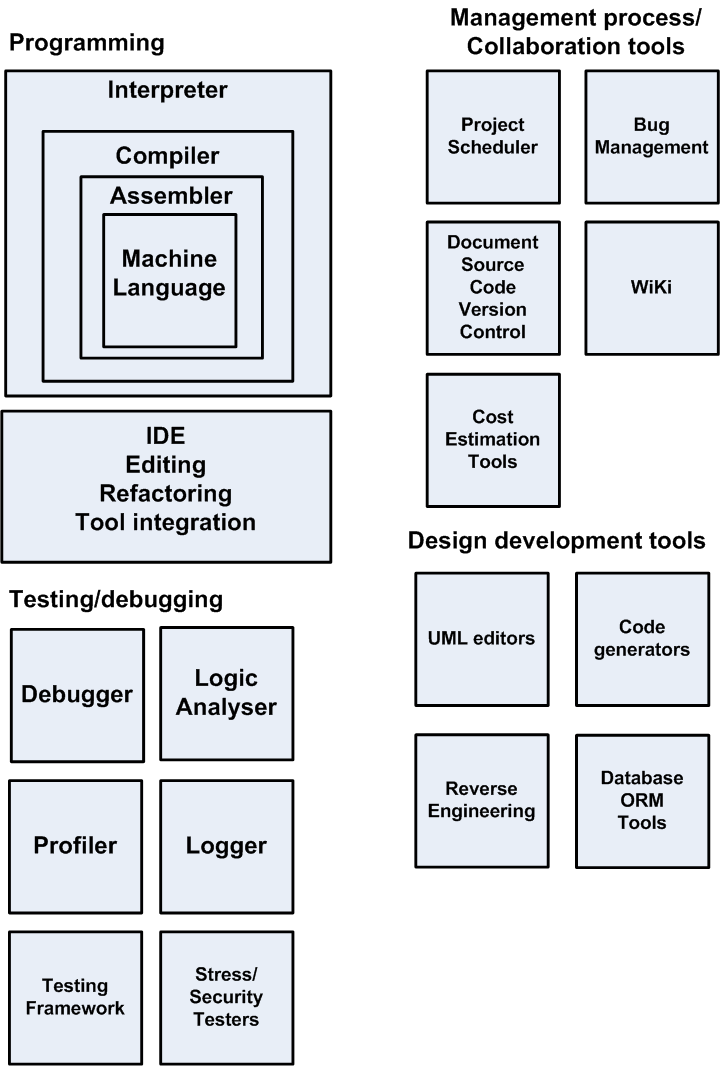 Programming
Interpreter
Compiler
Assembler
Machine
Language
IDE
Editing
Refactoring
Tool integration
Testing/debugging
Debugger
Logic
Analyser
Profiler
Logger
Testing
Framework
Stress/
Security
Testers
Management process/
Collaboration tools
Project
Scheduler
Bug
Management
Document
Source
Code
Version
Control
WiKi
Cost
Estimation
Tools
Design development tools
UML editors
Code
generators
Reverse
Engineering
Database
ORM
Tools